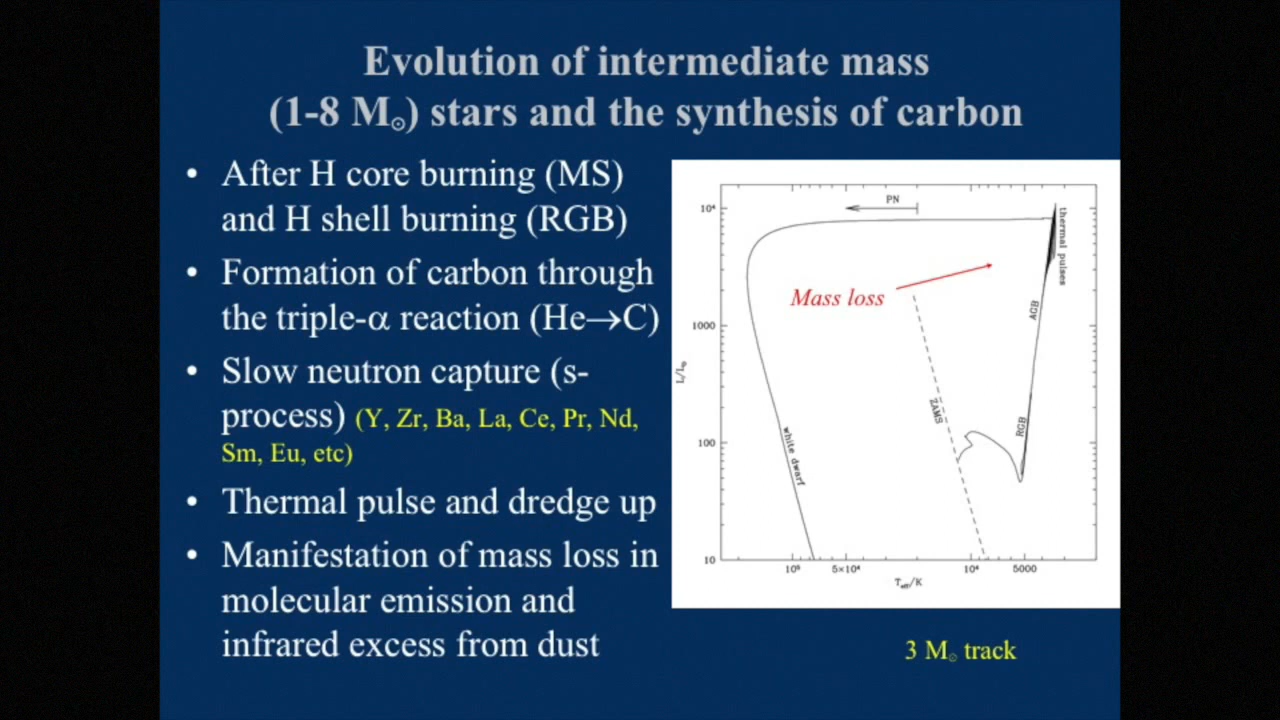 Evolution of intermediate mass
(1-8 M☉) stars and the synthesis of carbon
• After H core burning (MS)
and H shell burning (RGB)
• Formation of carbon through
the triple-α reaction (He→C)
• Slow neutron capture (s-
process) (Y, Zr, Ba, La, Ce, Pr, Nd,
Sm, Eu, etc)
• Thermal pulse and dredge up
• Manifestation of mass loss in
molecular emission and
infrared excess from dust
PN
10⁴
thermal pulses
Mass loss
AGB
1000
L/L☉
ZAMS
RGB
100
white dwarf
10
10⁵
5×10⁴
10⁴
5000
T_eff/K
3 M☉ track